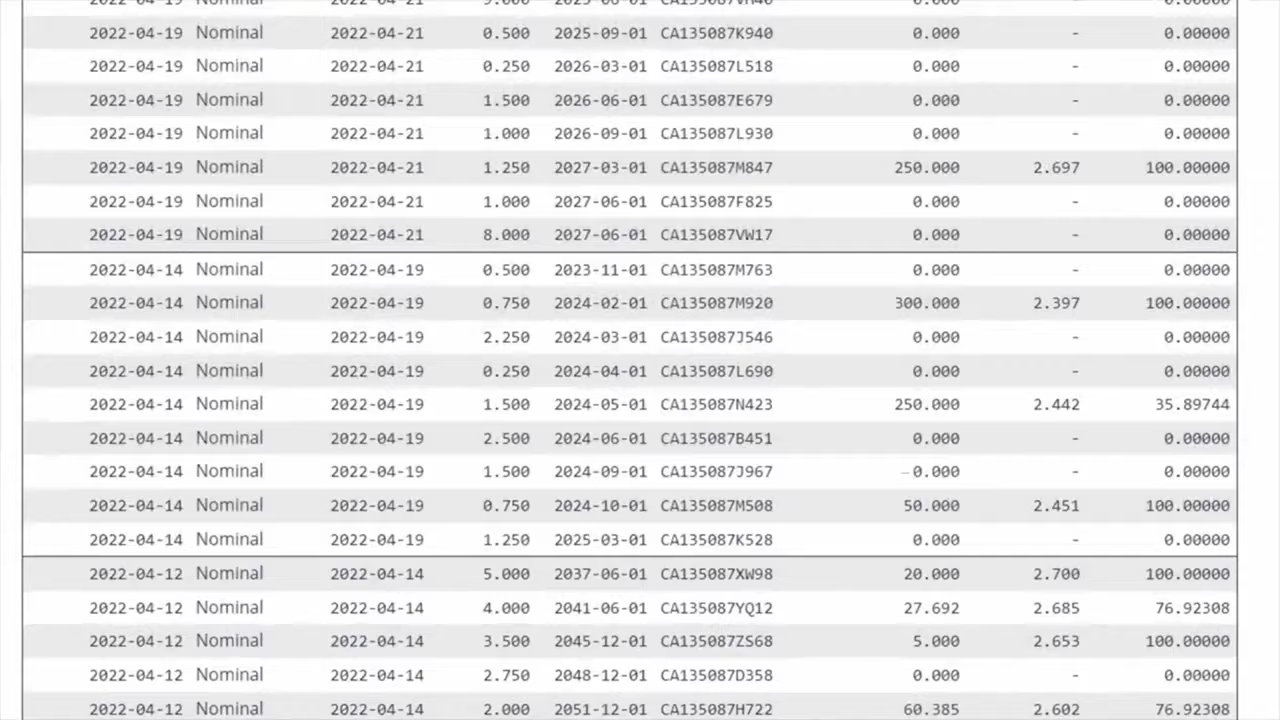 2022-04-19 Nominal 2022-04-21 0.500 2025-09-01 CA135087K940 0.000 - 0.00000
2022-04-19 Nominal 2022-04-21 0.250 2026-03-01 CA135087L518 0.000 - 0.00000
2022-04-19 Nominal 2022-04-21 1.500 2026-06-01 CA135087E679 0.000 - 0.00000
2022-04-19 Nominal 2022-04-21 1.000 2026-09-01 CA135087L930 0.000 - 0.00000
2022-04-19 Nominal 2022-04-21 1.250 2027-03-01 CA135087M847 250.000 2.697 100.00000
2022-04-19 Nominal 2022-04-21 1.000 2027-06-01 CA135087F825 0.000 - 0.00000
2022-04-19 Nominal 2022-04-21 8.000 2027-06-01 CA135087VW17 0.000 - 0.00000
2022-04-14 Nominal 2022-04-19 0.500 2023-11-01 CA135087M763 0.000 - 0.00000
2022-04-14 Nominal 2022-04-19 0.750 2024-02-01 CA135087M920 300.000 2.397 100.00000
2022-04-14 Nominal 2022-04-19 2.250 2024-03-01 CA135087J546 0.000 - 0.00000
2022-04-14 Nominal 2022-04-19 0.250 2024-04-01 CA135087L690 0.000 - 0.00000
2022-04-14 Nominal 2022-04-19 1.500 2024-05-01 CA135087N423 250.000 2.442 35.89744
2022-04-14 Nominal 2022-04-19 2.500 2024-06-01 CA135087B451 0.000 - 0.00000
2022-04-14 Nominal 2022-04-19 1.500 2024-09-01 CA135087J967 0.000 - 0.00000
2022-04-14 Nominal 2022-04-19 0.750 2024-10-01 CA135087M508 50.000 2.451 100.00000
2022-04-14 Nominal 2022-04-19 1.250 2025-03-01 CA135087K528 0.000 - 0.00000
2022-04-12 Nominal 2022-04-14 5.000 2037-06-01 CA135087XW98 20.000 2.700 100.00000
2022-04-12 Nominal 2022-04-14 4.000 2041-06-01 CA135087YQ12 27.692 2.685 76.92308
2022-04-12 Nominal 2022-04-14 3.500 2045-12-01 CA135087ZS68 5.000 2.653 100.00000
2022-04-12 Nominal 2022-04-14 2.750 2048-12-01 CA135087D358 0.000 - 0.00000
2022-04-12 Nominal 2022-04-14 2.000 2051-12-01 CA135087H722 60.385 2.602 76.92308